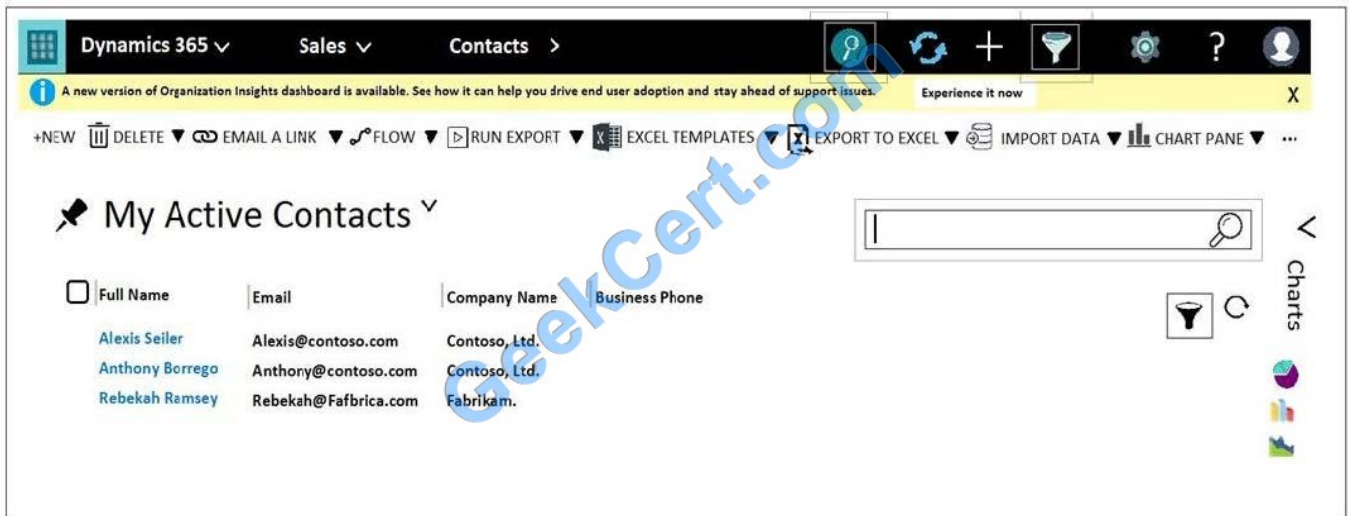 Dynamics 365 Sales Contacts >
?
A new version of Organization Insights dashboard is available. See how it can help you drive end user adoption and stay ahead of support issues. Experience it now X
+NEW DELETE EMAIL A LINK FLOW RUN EXPORT EXCEL TEMPLATES EXPORT TO EXCEL IMPORT DATA CHART PANE ...
My Active Contacts
<
Charts
Full Name Email Company Name Business Phone
Alexis Seiler Alexis@contoso.com Contoso, Ltd.
Anthony Borrego Anthony@contoso.com Contoso, Ltd.
Rebekah Ramsey Rebekah@Fafbrica.com Fabrikam.
GeekCert.com